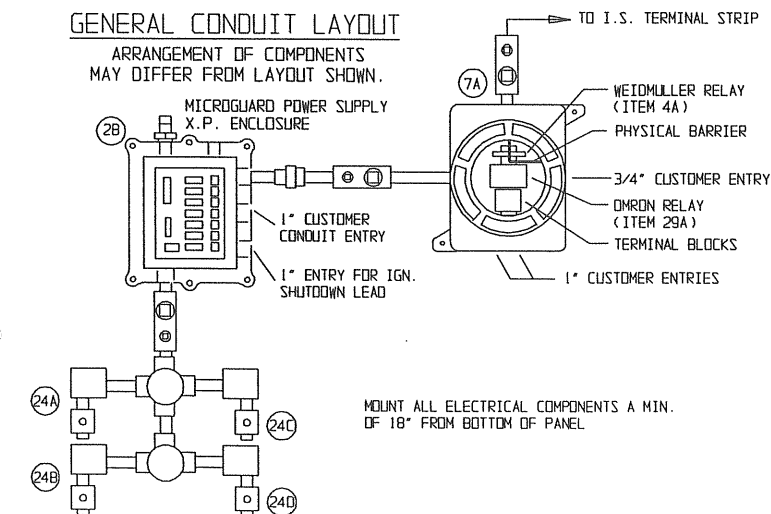 GENERAL CONDUIT LAYOUT
ARRANGEMENT OF COMPONENTS
MAY DIFFER FROM LAYOUT SHOWN.
TO I.S. TERMINAL STRIP
7A
WEIDMULLER RELAY
(ITEM 4A)
PHYSICAL BARRIER
2B
MICROGUARD POWER SUPPLY
X.P. ENCLOSURE
3/4" CUSTOMER ENTRY
OMRON RELAY
(ITEM 29A)
TERMINAL BLOCKS
1" CUSTOMER
CONDUIT ENTRY
1" ENTRY FOR IGN.
SHUTDOWN LEAD
1" CUSTOMER ENTRIES
24A
24C
MOUNT ALL ELECTRICAL COMPONENTS A MIN.
OF 18" FROM BOTTOM OF PANEL
24B
24D